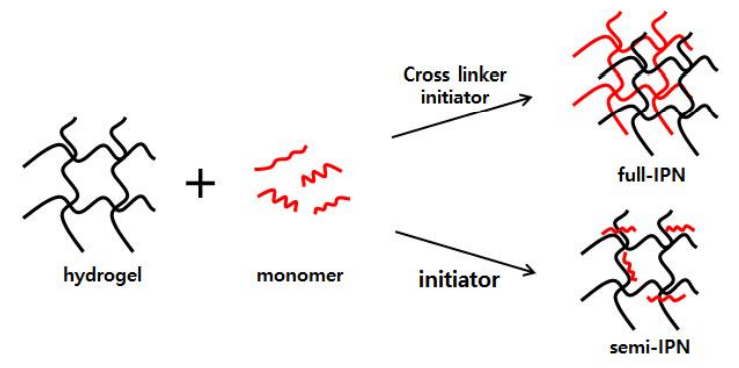 Cross linker
initiator
full-IPN
+
hydrogel
monomer
initiator
semi-IPN